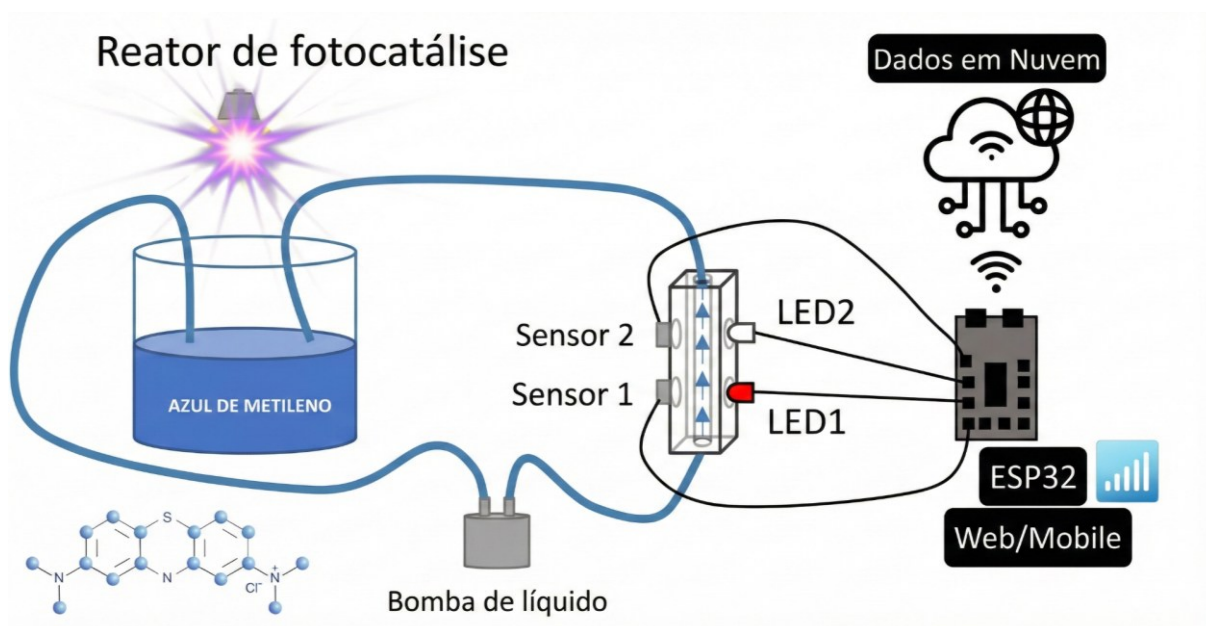 Reator de fotocatálise
Dados em Nuvem
LED2
Sensor 2
Sensor 1
LED1
AZUL DE METILENO
ESP32
Web/Mobile
S
N
N
N+
Cl-
Bomba de líquido